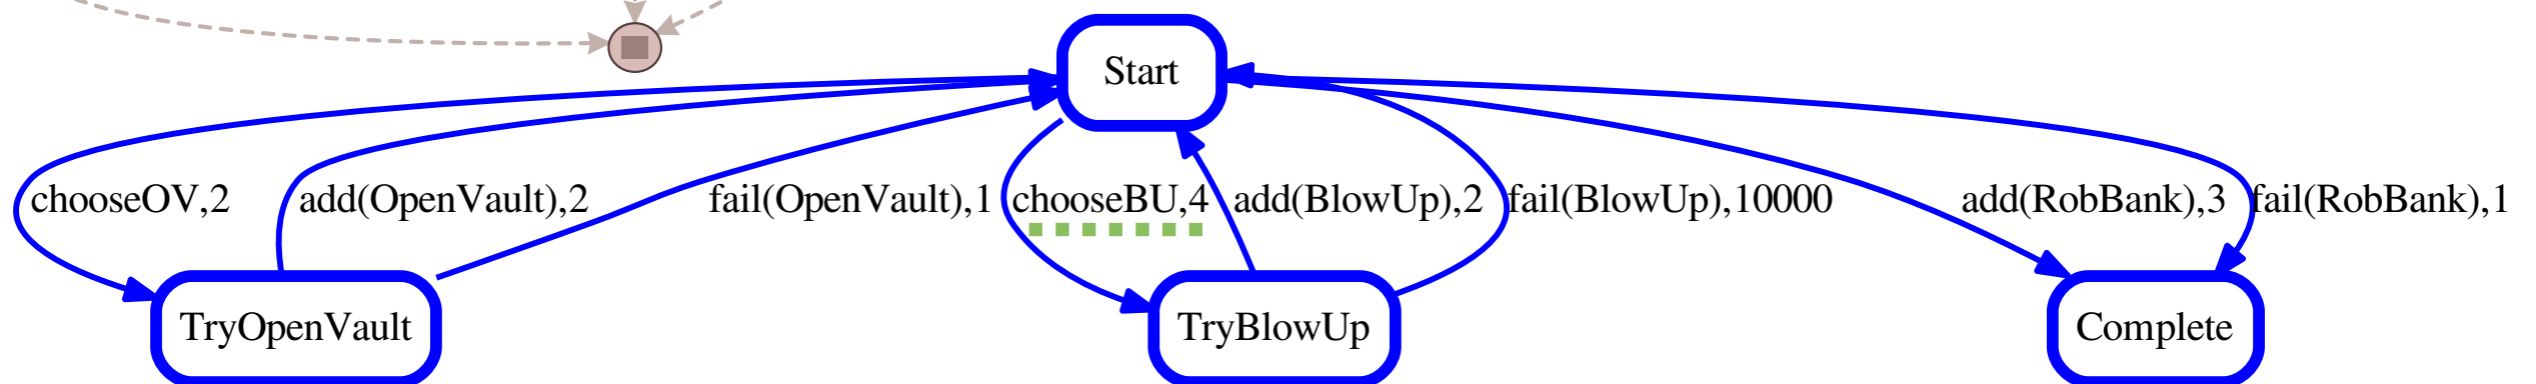 Start
chooseOV,2 add(OpenVault),2 fail(OpenVault),1 chooseBU,4 add(BlowUp),2 fail(BlowUp),10000 add(RobBank),3 fail(RobBank),1
TryOpenVault TryBlowUp Complete